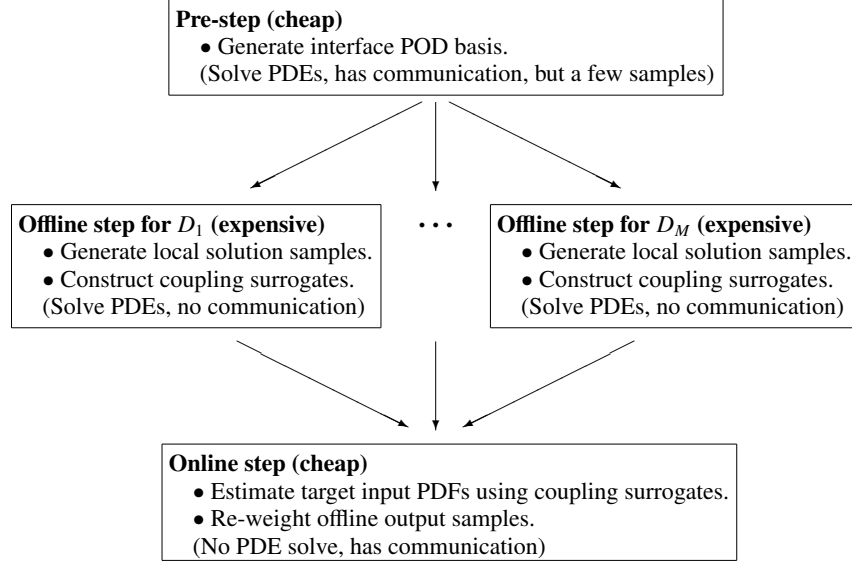 Pre-step (cheap)
• Generate interface POD basis.
(Solve PDEs, has communication, but a few samples)
Offline step for D_1 (expensive)
• Generate local solution samples.
• Construct coupling surrogates.
(Solve PDEs, no communication)
• • •
Offline step for D_M (expensive)
• Generate local solution samples.
• Construct coupling surrogates.
(Solve PDEs, no communication)
Online step (cheap)
• Estimate target input PDFs using coupling surrogates.
• Re-weight offline output samples.
(No PDE solve, has communication)